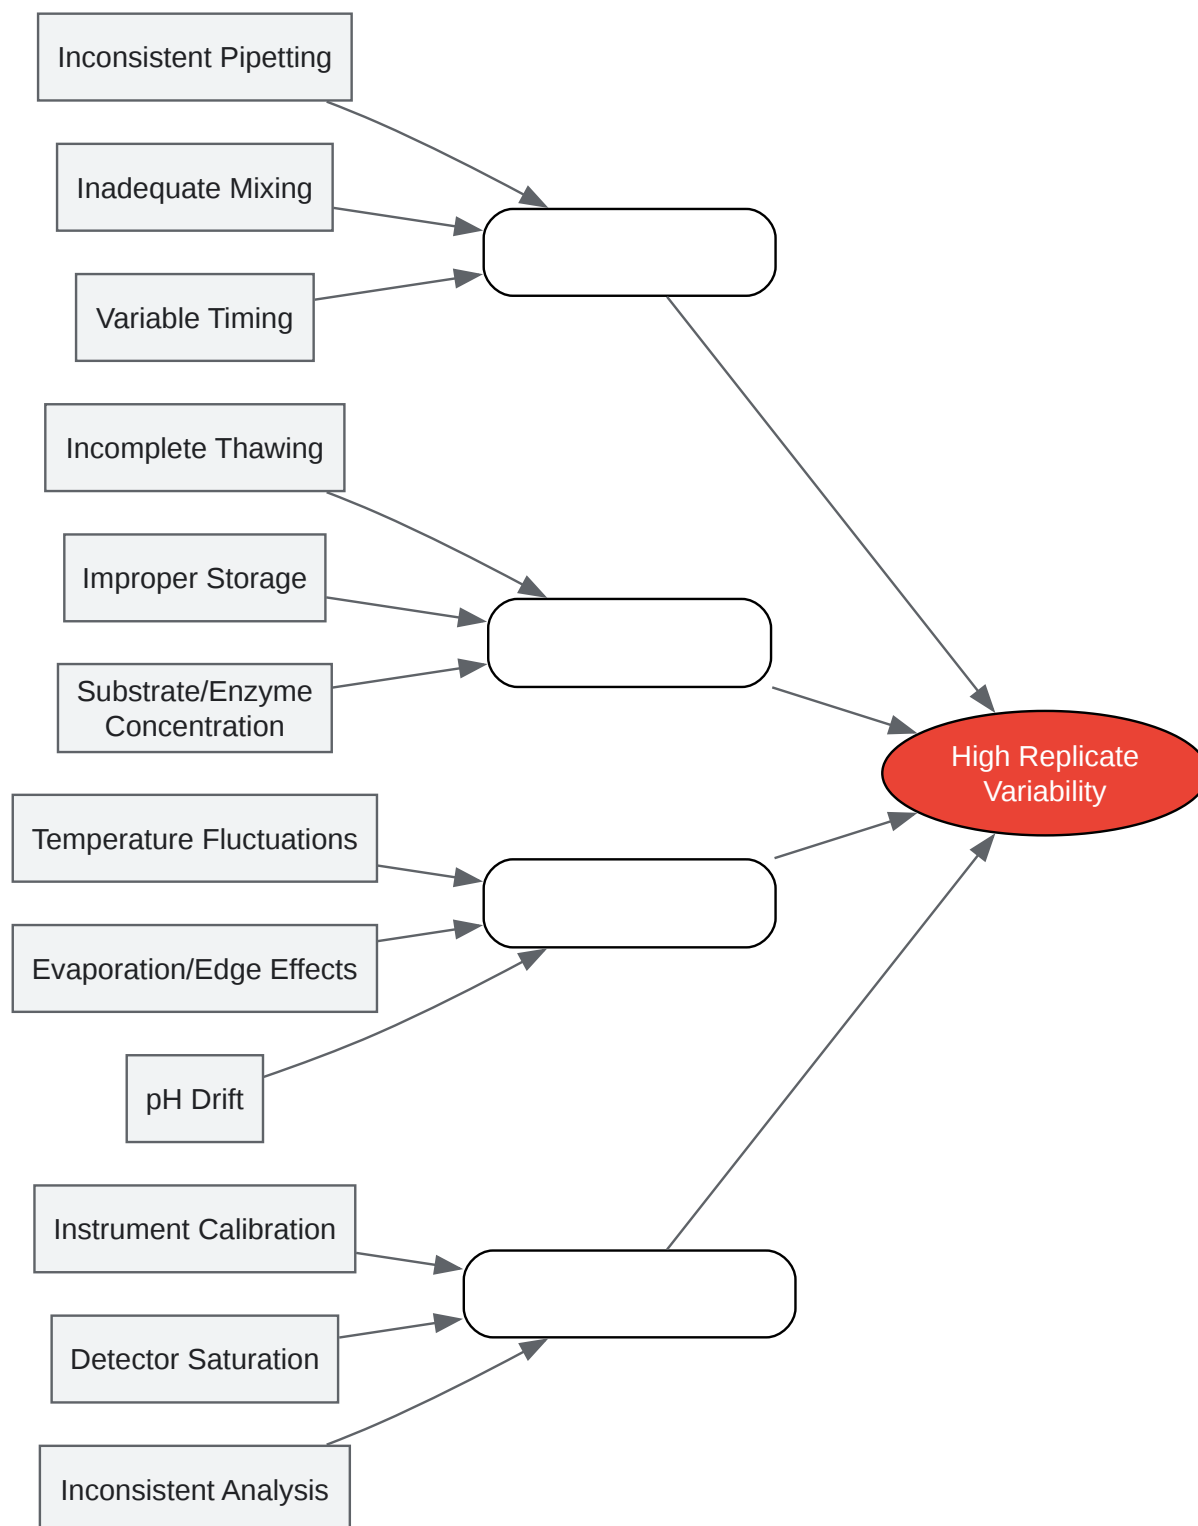 Inconsistent Pipetting
Inadequate Mixing
Variable Timing
Incomplete Thawing
Improper Storage
Substrate/Enzyme
Concentration
High Replicate
Variability
Temperature Fluctuations
Evaporation/Edge Effects
pH Drift
Instrument Calibration
Detector Saturation
Inconsistent Analysis